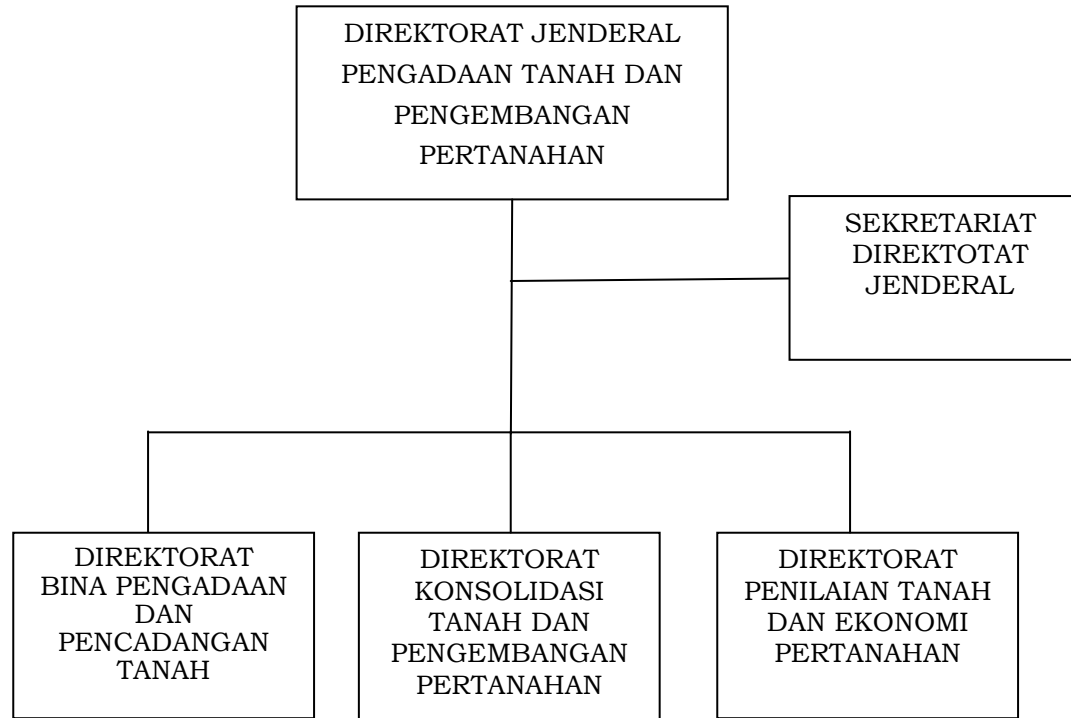 DIREKTORAT JENDERAL
PENGADAAN TANAH DAN
PENGEMBANGAN
PERTANAHAN
SEKRETARIAT
DIREKTOTAT
JENDERAL
DIREKTORAT
BINA PENGADAAN
DAN
PENCADANGAN
TANAH
DIREKTORAT
KONSOLIDASI
TANAH DAN
PENGEMBANGAN
PERTANAHAN
DIREKTORAT
PENILAIAN TANAH
DAN EKONOMI
PERTANAHAN